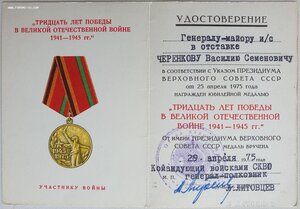 „ТРИДЦАТЬ ЛЕТ ПОБЕДЫ
В ВЕЛИКОЙ ОТЕЧЕСТВЕННОЙ ВОЙНЕ
1941—1945 гг."
УЧАСТНИКУ ВОЙНЫ
УДОСТОВЕРЕНИЕ
Генералу-майору и/с
в отставке
ЧЕРЕНКОВУ Василию Семеновичу
В СООТВЕТСТВИИ С УКАЗОМ ПРЕЗИДИУМА
ВЕРХОВНОГО СОВЕТА СССР
от 25 апреля 1975 года
НАГРАЖДЕН ЮБИЛЕЙНОЙ МЕДАЛЬЮ
„ТРИДЦАТЬ ЛЕТ ПОБЕДЫ
В ВЕЛИКОЙ ОТЕЧЕСТВЕННОЙ
ВОЙНЕ 1941—1945 гг."
ОТ ИМЕНИ ПРЕЗИДИУМА ВЕРХОВНОГО
СОВЕТА СССР МЕДАЛЬ ВРУЧЕНА
29 апреля 1975 г.
Командующий войсками СКВО
М. П. генерал-полковник
В.ЛИТОВЦЕВ